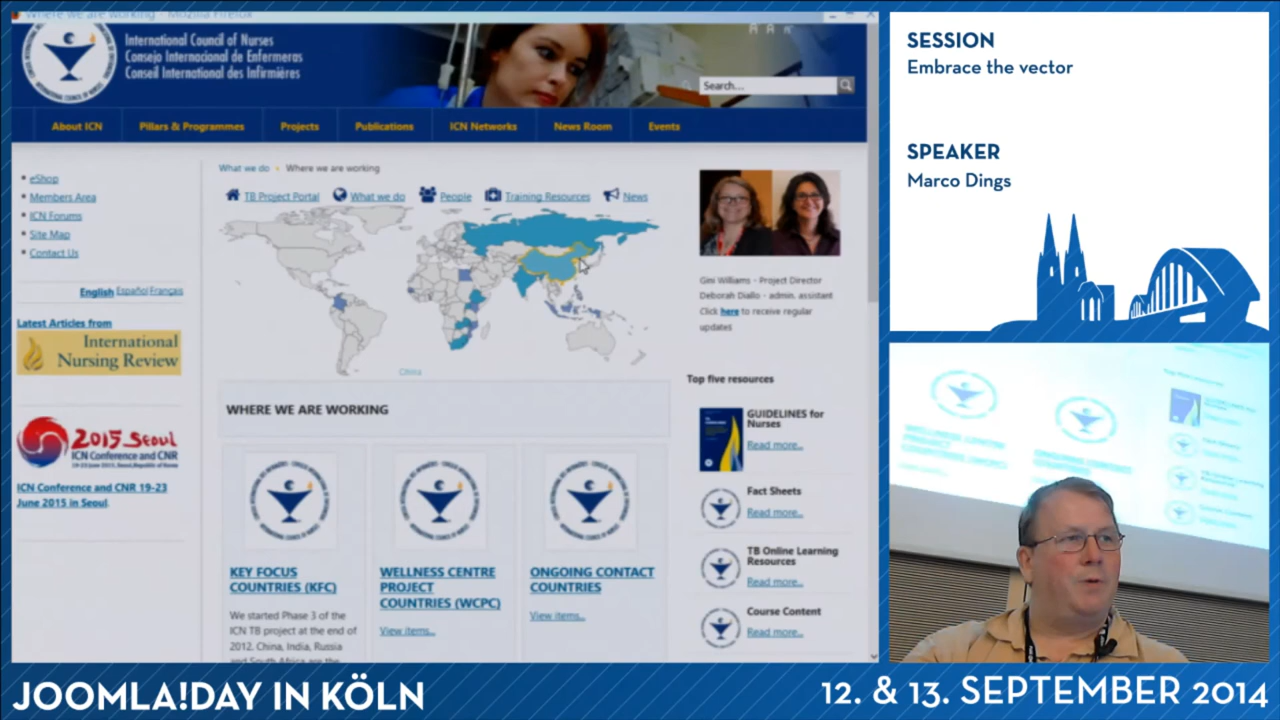 Where we are working - Mozilla Firefox
International Council of Nurses
Consejo Internacional de Enfermeras
Conseil International des Infirmières
Search...
About ICN
Pillars & Programmes
Projects
Publications
ICN Networks
News Room
Events
eShop
Members Area
ICN Forums
Site Map
Contact Us
English Español Français
Latest Articles from
International
Nursing Review
2015 Seoul
ICN Conference and CNR
19-23 June 2015, Seoul, Republic of Korea
ICN Conference and CNR 19-23
June 2015 in Seoul
What we do
Where we are working
TB Project Portal
What we do
People
Training Resources
News
China
WHERE WE ARE WORKING
KEY FOCUS
COUNTRIES (KFC)
We started Phase 3 of the
ICN TB project at the end of
2012. China, India, Russia
and South Africa are the
WELLNESS CENTRE
PROJECT
COUNTRIES (WCPC)
View items...
ONGOING CONTACT
COUNTRIES
View items...
Gini Williams - Project Director
Deborah Diallo - admin. assistant
Click here to receive regular
updates
Top five resources
GUIDELINES for
Nurses
Read more...
Fact Sheets
Read more...
TB Online Learning
Resources
Read more...
Course Content
Read more...
SESSION
Embrace the vector
SPEAKER
Marco Dings
JOOMLA!DAY IN KÖLN
12. & 13. SEPTEMBER 2014